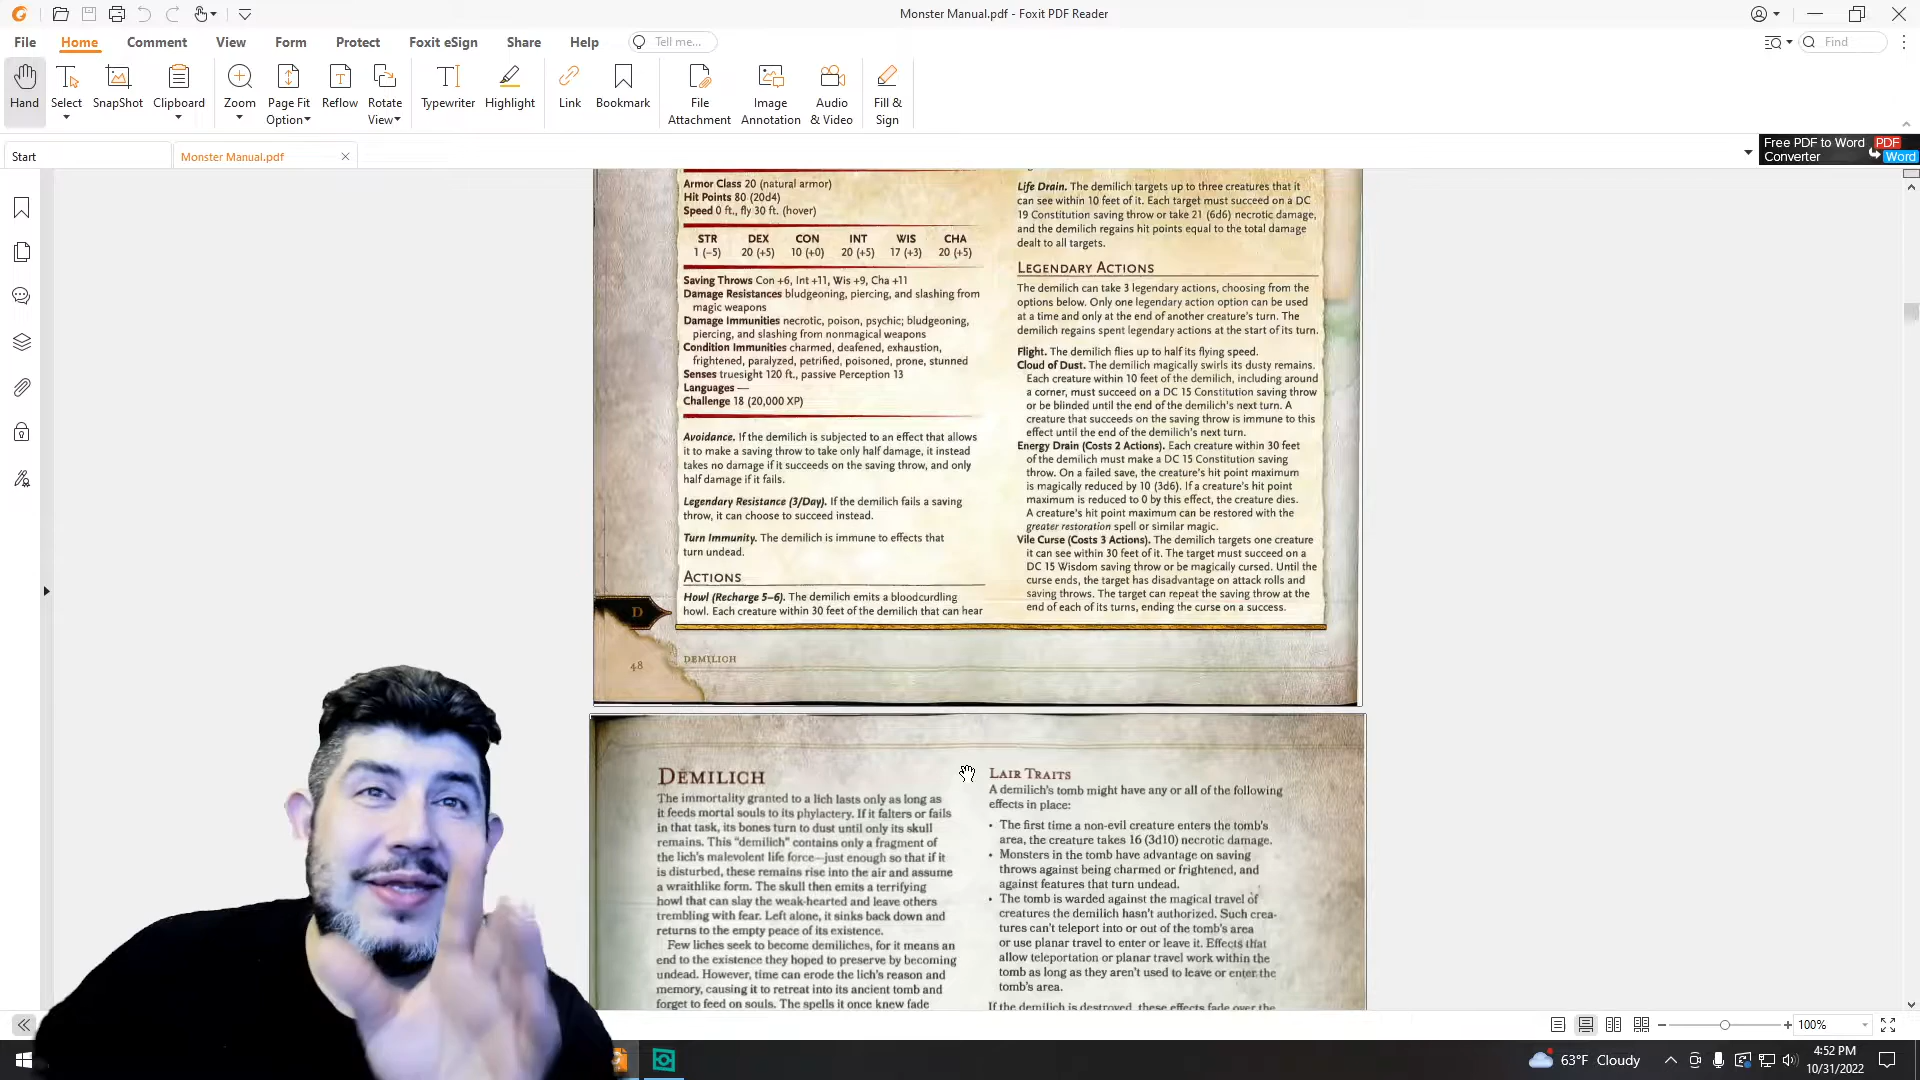 Monster Manual.pdf - Foxit PDF Reader
File Home Comment View Form Protect Foxit eSign Share Help Tell me... Find
Hand Select SnapShot Clipboard Zoom Page Fit Option Reflow Rotate View Typewriter Highlight Link Bookmark File Attachment Image Annotation Audio & Video Fill & Sign
Start
Monster Manual.pdf
Free PDF to Word Converter
PDF
Word
Armor Class 20 (natural armor)
Hit Points 80 (20d4)
Speed 0 ft., fly 30 ft. (hover)
STR DEX CON INT WIS CHA
1 (–5) 20 (+5) 10 (+0) 20 (+5) 17 (+3) 20 (+5)
Saving Throws Con +6, Int +11, Wis +9, Cha +11
Damage Resistances bludgeoning, piercing, and slashing from
magic weapons
Damage Immunities necrotic, poison, psychic; bludgeoning,
piercing, and slashing from nonmagical weapons
Condition Immunities charmed, deafened, exhaustion,
frightened, paralyzed, petrified, poisoned, prone, stunned
Senses truesight 120 ft., passive Perception 13
Languages —
Challenge 18 (20,000 XP)
Avoidance. If the demilich is subjected to an effect that allows
it to make a saving throw to take only half damage, it instead
takes no damage if it succeeds on the saving throw, and only
half damage if it fails.
Legendary Resistance (3/Day). If the demilich fails a saving
throw, it can choose to succeed instead.
Turn Immunity. The demilich is immune to effects that
turn undead.
Actions
Howl (Recharge 5–6). The demilich emits a bloodcurdling
howl. Each creature within 30 feet of the demilich that can hear
Life Drain. The demilich targets up to three creatures that it
can see within 10 feet of it. Each target must succeed on a DC
19 Constitution saving throw or take 21 (6d6) necrotic damage,
and the demilich regains hit points equal to the total damage
dealt to all targets.
Legendary Actions
The demilich can take 3 legendary actions, choosing from the
options below. Only one legendary action option can be used
at a time and only at the end of another creature's turn. The
demilich regains spent legendary actions at the start of its turn.
Flight. The demilich flies up to half its flying speed.
Cloud of Dust. The demilich magically swirls its dusty remains.
Each creature within 10 feet of the demilich, including around
a corner, must succeed on a DC 15 Constitution saving throw
or be blinded until the end of the demilich's next turn. A
creature that succeeds on the saving throw is immune to this
effect until the end of the demilich's next turn.
Energy Drain (Costs 2 Actions). Each creature within 30 feet
of the demilich must make a DC 15 Constitution saving
throw. On a failed save, the creature's hit point maximum
is magically reduced by 10 (3d6). If a creature's hit point
maximum is reduced to 0 by this effect, the creature dies.
A creature's hit point maximum can be restored with the
greater restoration spell or similar magic.
Vile Curse (Costs 3 Actions). The demilich targets one creature
it can see within 30 feet of it. The target must succeed on a
DC 15 Wisdom saving throw or be magically cursed. Until the
curse ends, the target has disadvantage on attack rolls and
saving throws. The target can repeat the saving throw at the
end of each of its turns, ending the curse on a success.
D
48
DEMILICH
Demilich
The immortality granted to a lich lasts only as long as
it feeds mortal souls to its phylactery. If it falters or fails
in that task, its bones turn to dust until only its skull
remains. This "demilich" contains only a fragment of
the lich's malevolent life force—just enough so that if it
is disturbed, these remains rise into the air and assume
a wraithlike form. The skull then emits a terrifying
howl that can slay the weak-hearted and leave others
trembling with fear. Left alone, it sinks back down and
returns to the empty peace of its existence.
Few liches seek to become demiliches, for it means an
end to the existence they hoped to preserve by becoming
undead. However, time can erode the lich's reason and
memory, causing it to retreat into its ancient tomb and
forget to feed on souls. The spells it once knew fade
Lair Traits
A demilich's tomb might have any or all of the following
effects in place:
• The first time a non-evil creature enters the tomb's
area, the creature takes 16 (3d10) necrotic damage.
• Monsters in the tomb have advantage on saving
throws against being charmed or frightened, and
against features that turn undead.
• The tomb is warded against the magical travel of
creatures the demilich hasn't authorized. Such crea-
tures can't teleport into or out of the tomb's area
or use planar travel to enter or leave it. Effects that
allow teleportation or planar travel work within the
tomb as long as they aren't used to leave or enter the
tomb's area.
If the demilich is destroyed, these effects fade over the
100%
63°F Cloudy
4:52 PM
10/31/2022